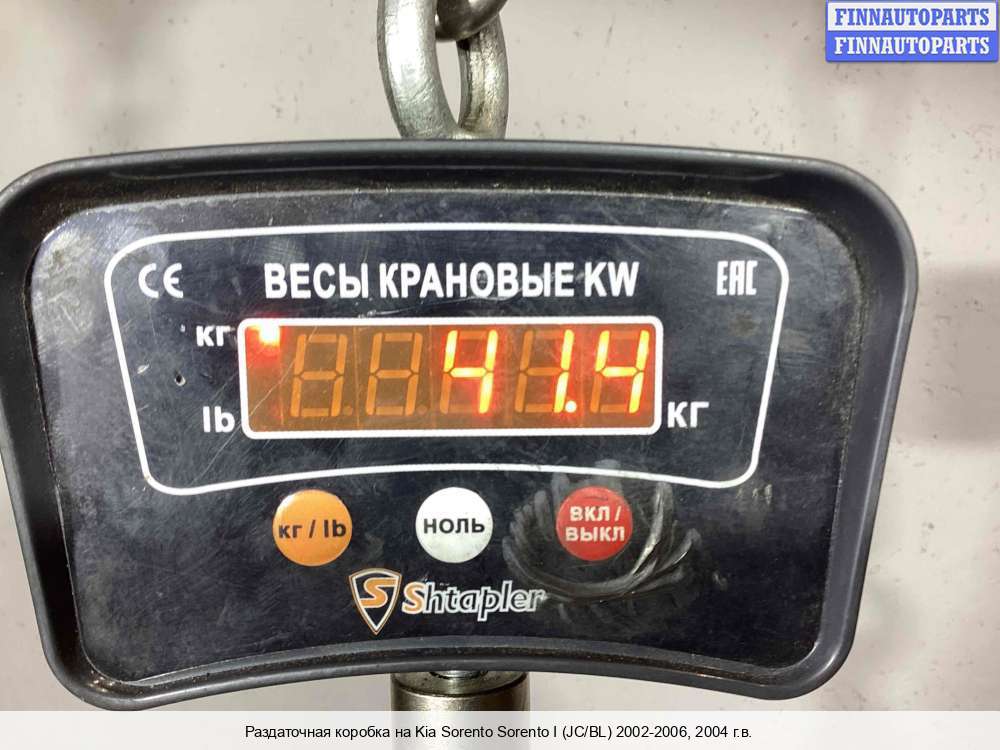 FINNAUTOPARTS
FINNAUTOPARTS
CE ВЕСЫ КРАНОВЫЕ KW EAC
кг
41.4
lb
КГ
кг / lb
НОЛЬ
ВКЛ /
ВЫКЛ
S Shtapler
Раздаточная коробка на Kia Sorento Sorento I (JC/BL) 2002-2006, 2004 г.в.